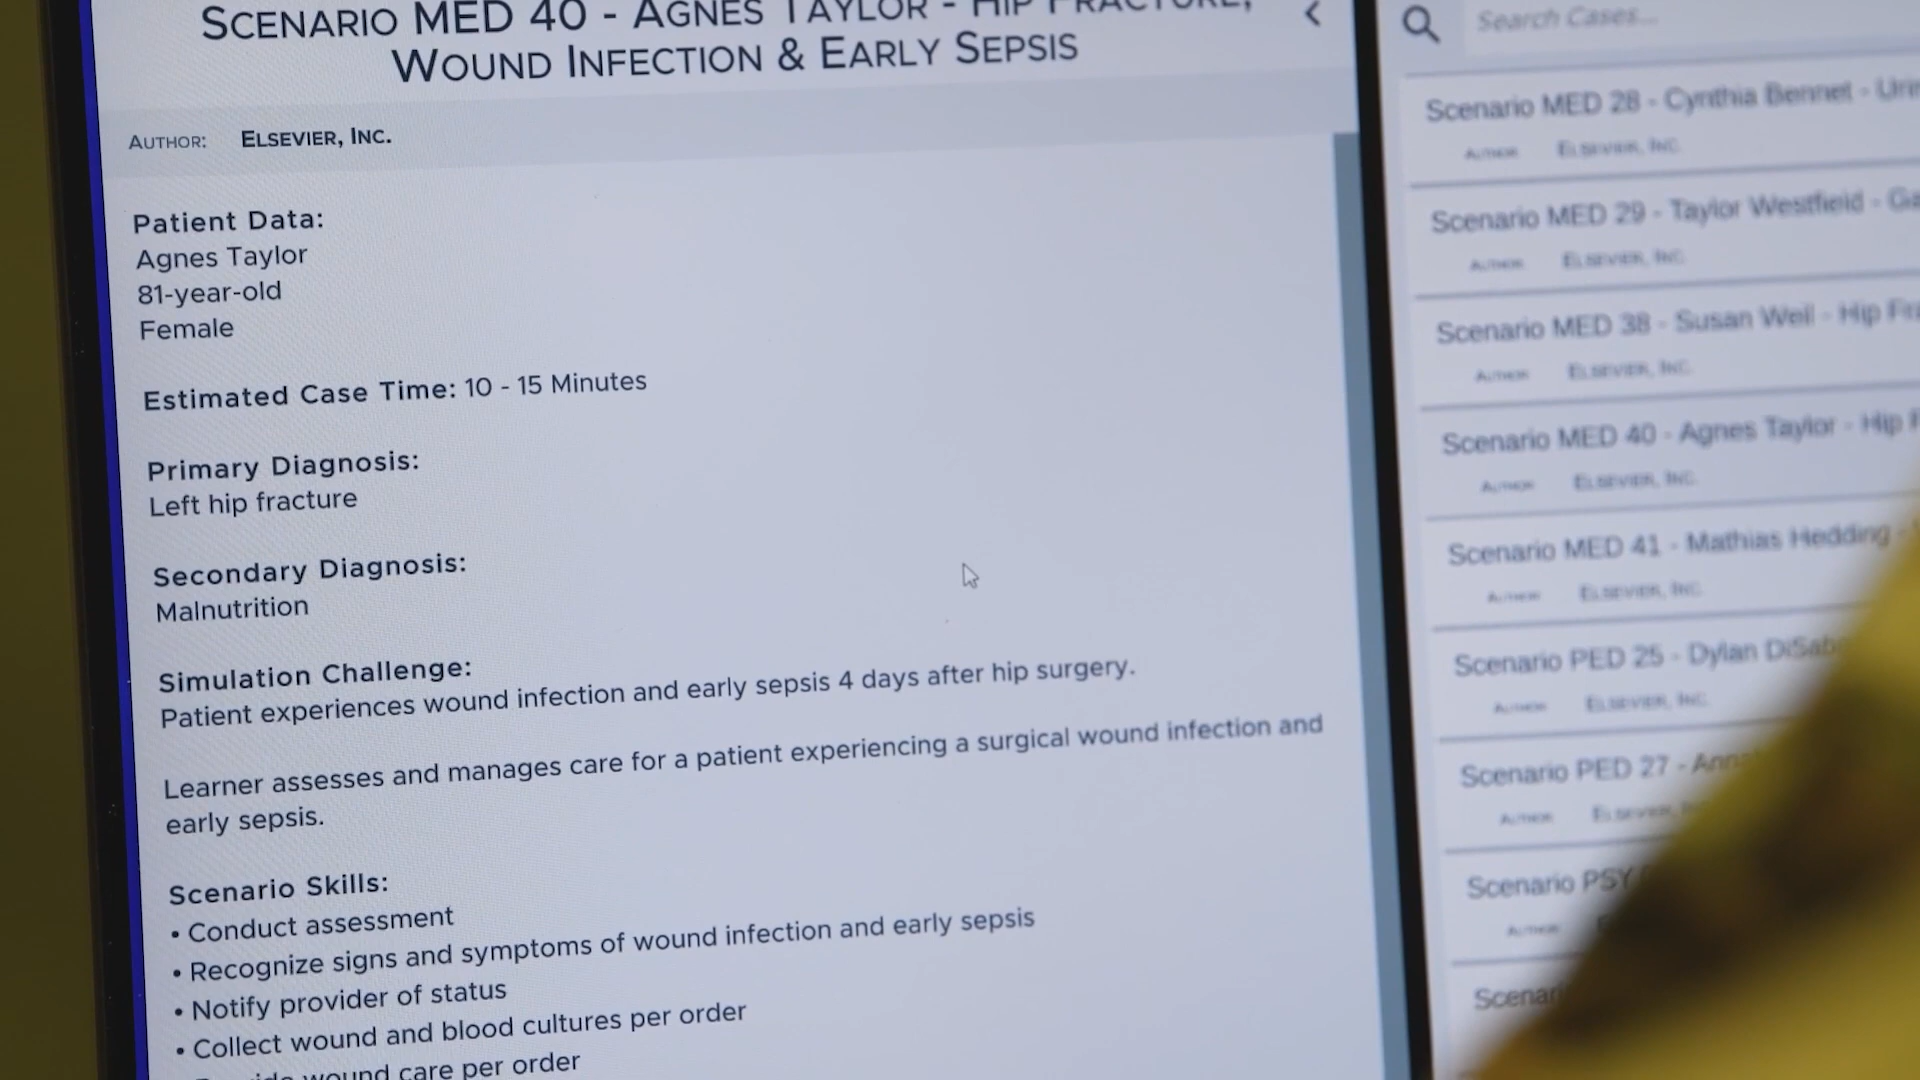 SCENARIO MED 40 - AGNES TAYLOR - HIP FRACTURE,
WOUND INFECTION & EARLY SEPSIS
AUTHOR: ELSEVIER, INC.
Patient Data:
Agnes Taylor
81-year-old
Female
Estimated Case Time: 10 - 15 Minutes
Primary Diagnosis:
Left hip fracture
Secondary Diagnosis:
Malnutrition
Simulation Challenge:
Patient experiences wound infection and early sepsis 4 days after hip surgery.
Learner assesses and manages care for a patient experiencing a surgical wound infection and
early sepsis.
Scenario Skills:
• Conduct assessment
• Recognize signs and symptoms of wound infection and early sepsis
• Notify provider of status
• Collect wound and blood cultures per order
wound care per order
Search Cases...
Scenario MED 28 - Cynthia Bennet -
AUTHOR ELSEVIER, INC.
Scenario MED 29 - Taylor Westfield -
AUTHOR ELSEVIER, INC.
Scenario MED 38 - Susan Weil - Hip
AUTHOR ELSEVIER, INC.
Scenario MED 40 - Agnes Taylor - Hip
AUTHOR ELSEVIER, INC.
Scenario MED 41 - Mathias Hedding -
AUTHOR ELSEVIER, INC.
Scenario PED 25 - Dylan
AUTHOR ELSEVIER, INC.
Scenario PED 27 -
AUTHOR ELSEVIER,
Scenario PSY
AUTHOR